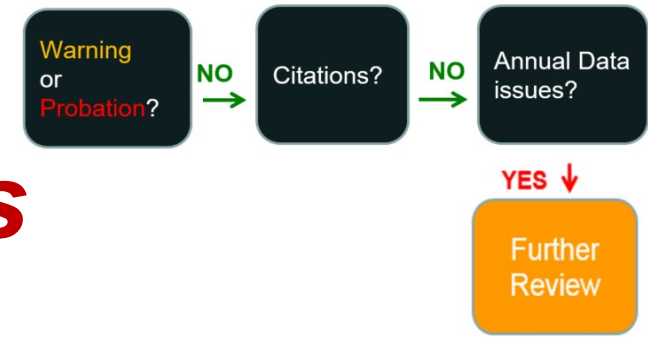 Warning
or
Probation?
NO
Citations?
NO
Annual Data
issues?
YES
s
Further
Review